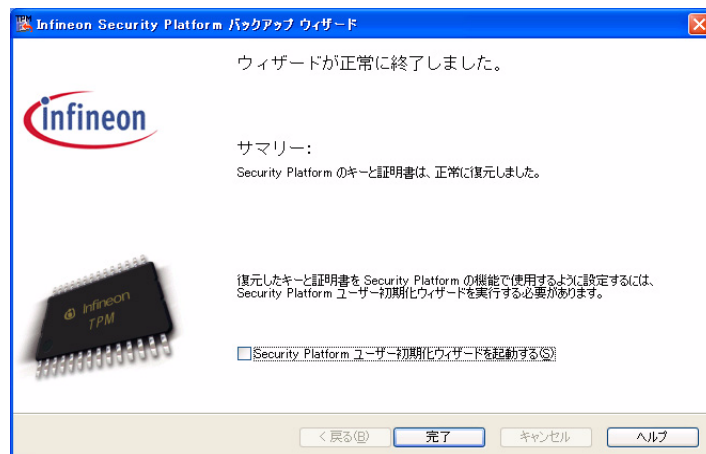 Infineon Security Platform バックアップ ウィザード
ウィザードが正常に終了しました。
infineon
サマリー:
Security Platform のキーと証明書は、正常に復元しました。
復元したキーと証明書を Security Platform の機能で使用するように設定するには、
Security Platform ユーザー初期化ウィザードを実行する必要があります。
infineon
TPM
Security Platform ユーザー初期化ウィザードを起動する(S)
< 戻る(B)
完了
キャンセル
ヘルプ